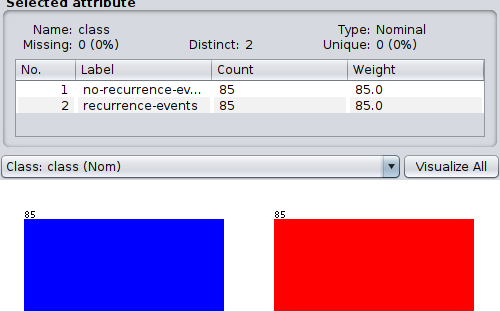 Selected attribute
Name: class Type: Nominal
Missing: 0 (0%) Distinct: 2 Unique: 0 (0%)
No. Label Count Weight
1 no-recurrence-ev... 85 85.0
2 recurrence-events 85 85.0
Class: class (Nom) Visualize All
85 85